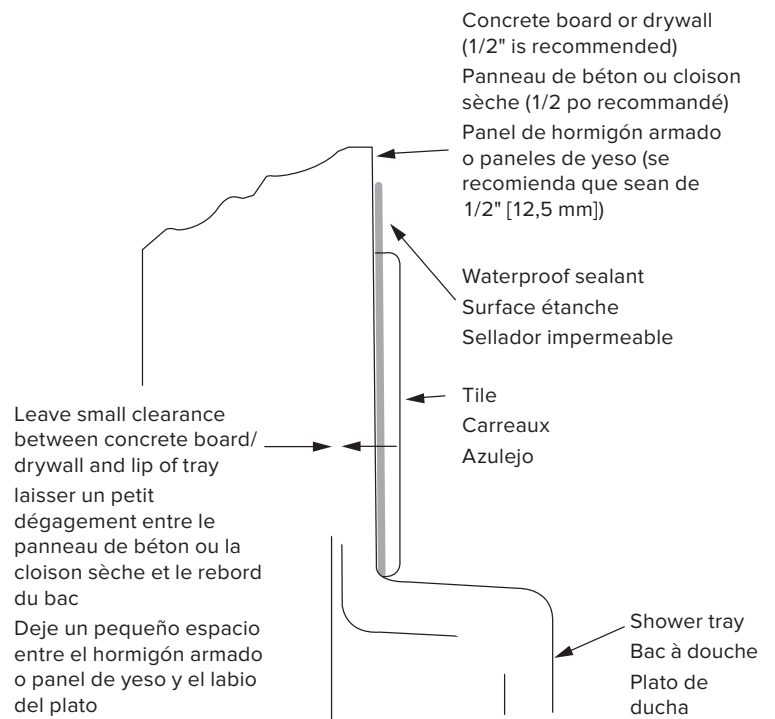 Concrete board or drywall
(1/2" is recommended)
Panneau de béton ou cloison
sèche (1/2 po recommandé)
Panel de hormigón armado
o paneles de yeso (se
recomienda que sean de
1/2" [12,5 mm])
Waterproof sealant
Surface étanche
Sellador impermeable
Tile
Carreaux
Azulejo
Leave small clearance
between concrete board/
drywall and lip of tray
laisser un petit
dégagement entre le
panneau de béton ou la
cloison sèche et le rebord
du bac
Deje un pequeño espacio
entre el hormigón armado
o panel de yeso y el labio
del plato
Shower tray
Bac à douche
Plato de
ducha